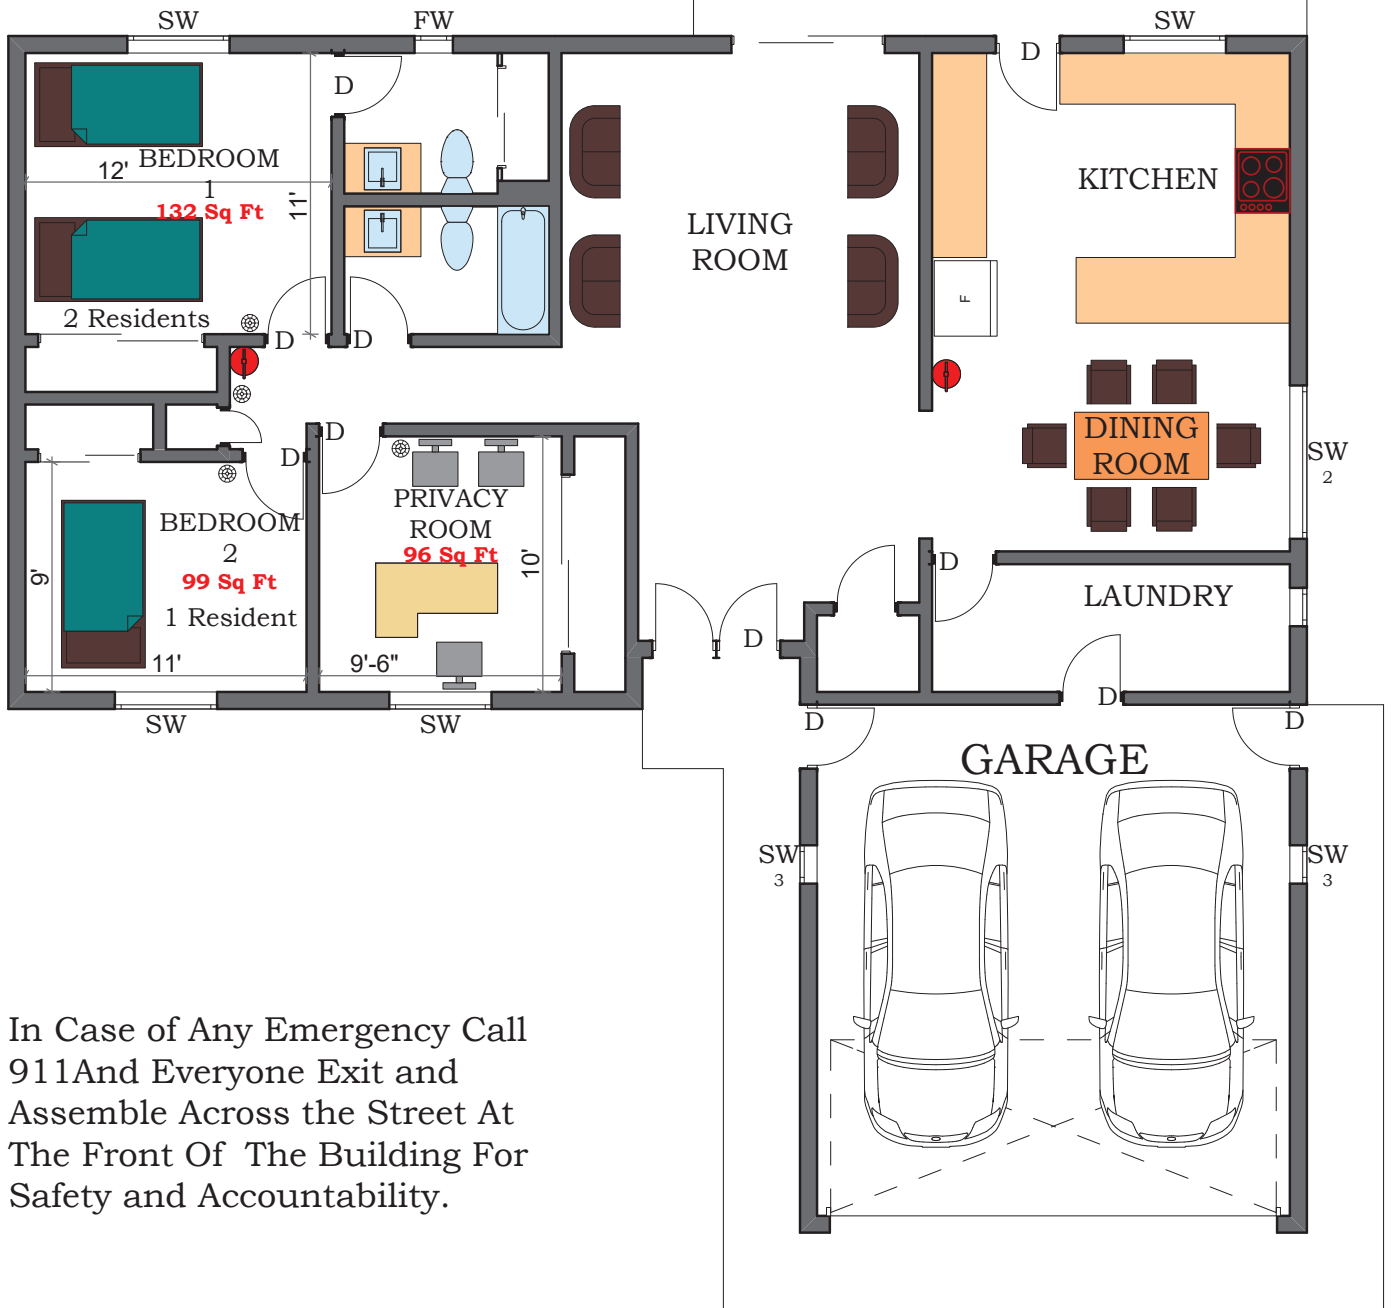 SW
FW
SW
D
D
BEDROOM
1
12'
11'
132 Sq Ft
2 Residents
D
D
LIVING
ROOM
KITCHEN
F
DINING
ROOM
SW
2
D
D
BEDROOM
2
99 Sq Ft
1 Resident
9'
11'
PRIVACY
ROOM
96 Sq Ft
10'
9'-6"
D
D
LAUNDRY
D
SW
SW
D
D
GARAGE
SW
3
SW
3
In Case of Any Emergency Call
911And Everyone Exit and
Assemble Across the Street At
The Front Of  The Building For
Safety and Accountability.